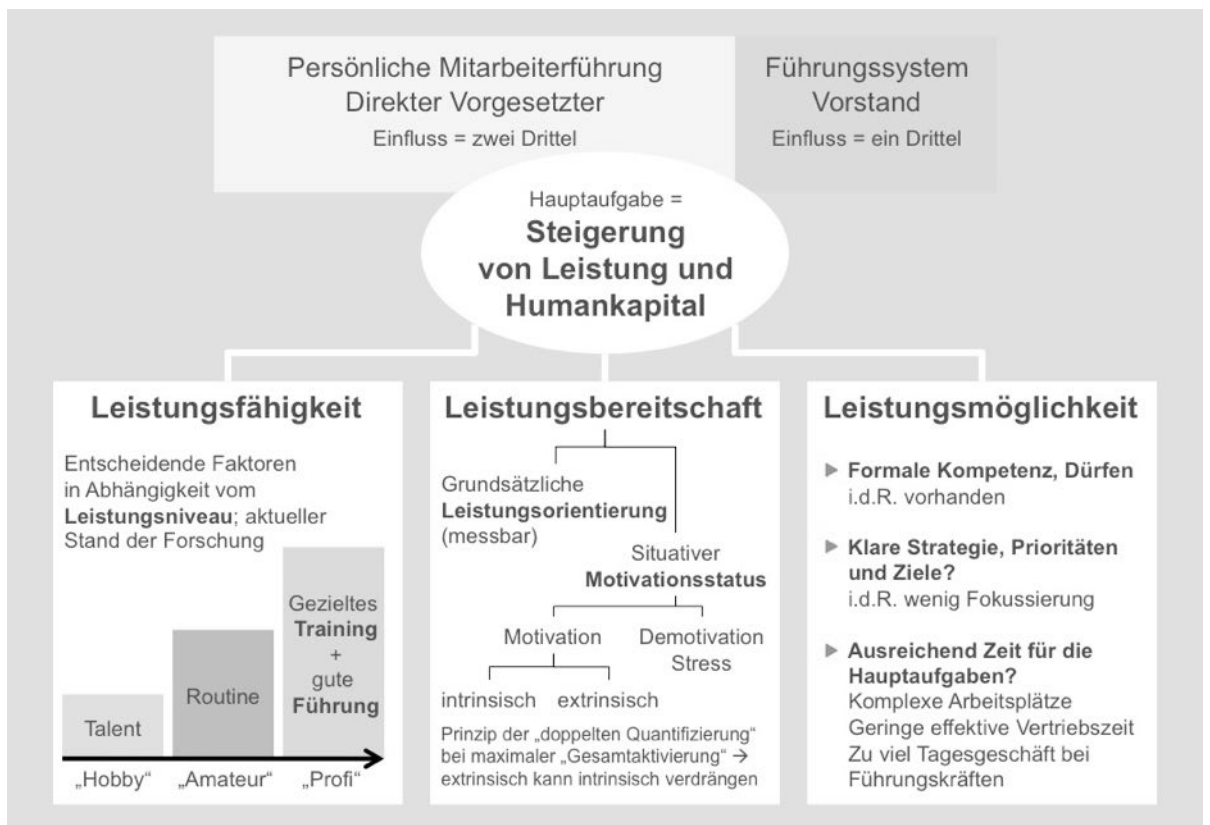 Persönliche Mitarbeiterführung
Direkter Vorgesetzter
Einfluss = zwei Drittel
Führungssystem
Vorstand
Einfluss = ein Drittel
Hauptaufgabe =
Steigerung
von Leistung und
Humankapital
Leistungsfähigkeit
Entscheidende Faktoren
in Abhängigkeit vom
Leistungsniveau; aktueller
Stand der Forschung
Talent
Routine
Gezieltes
Training
+
gute
Führung
„Hobby“
„Amateur“
„Profi“
Leistungsbereitschaft
Grundsätzliche
Leistungsorientierung
(messbar)
Situativer
Motivationsstatus
Motivation
Demotivation
Stress
intrinsisch
extrinsisch
Prinzip der „doppelten Quantifizierung“
bei maximaler „Gesamtaktivierung“ →
extrinsisch kann intrinsisch verdrängen
Leistungsmöglichkeit
Formale Kompetenz, Dürfen
i.d.R. vorhanden
Klare Strategie, Prioritäten
und Ziele?
i.d.R. wenig Fokussierung
Ausreichend Zeit für die
Hauptaufgaben?
Komplexe Arbeitsplätze
Geringe effektive Vertriebszeit
Zu viel Tagesgeschäft bei
Führungskräften